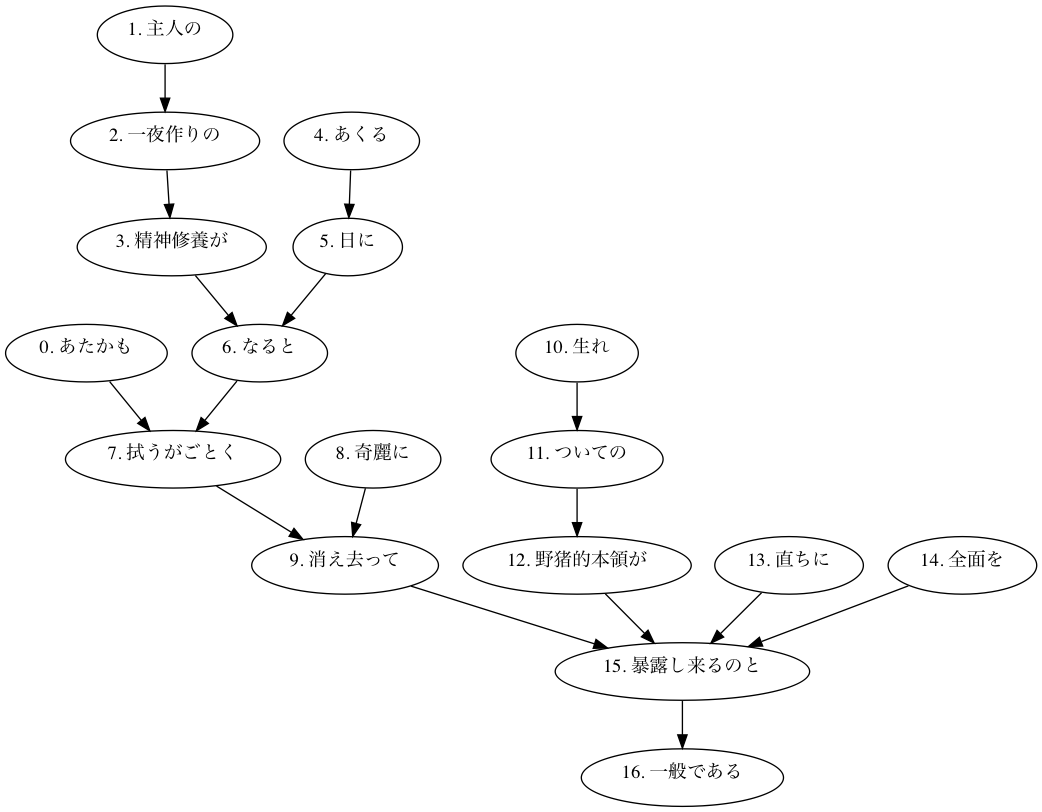 1. 主人の
2. 一夜作りの
4. あくる
3. 精神修養が
5. 日に
0. あたかも
6. なると
10. 生れ
7. 拭うがごとく
8. 奇麗に
11. ついての
9. 消え去って
12. 野猪的本領が
13. 直ちに
14. 全面を
15. 暴露し来るのと
16. 一般である